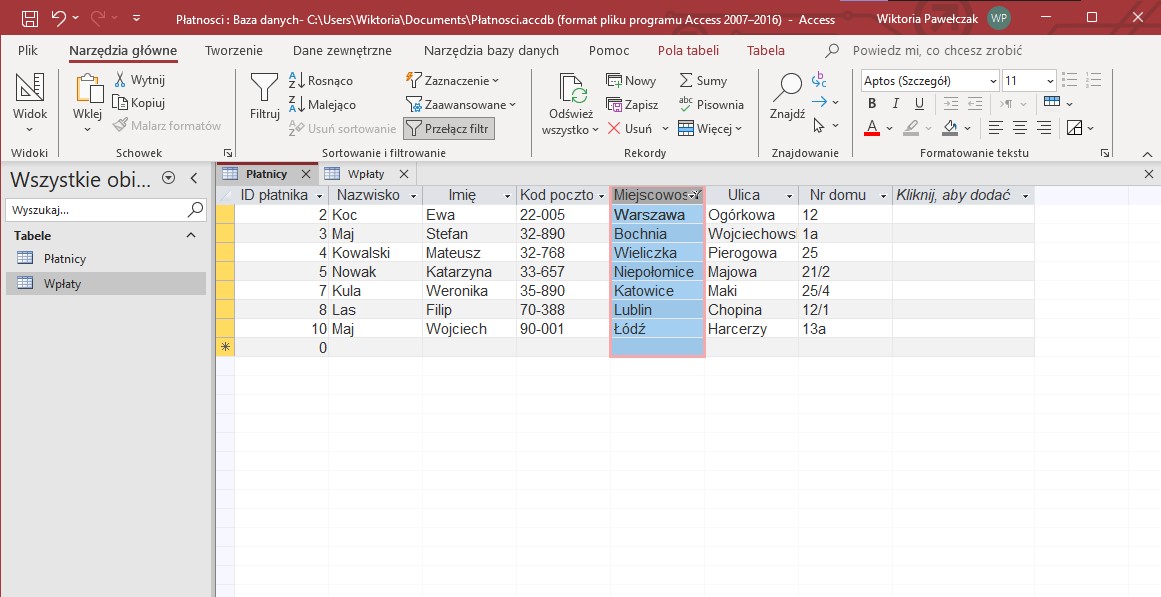 Płatnosci : Baza danych- C:\Users\Wiktoria\Documents\Płatnosci.accdb (format pliku programu Access 2007–2016) - Access
Wiktoria Pawełczak WP
Plik Narzędzia główne Tworzenie Dane zewnętrzne Narzędzia bazy danych Pomoc Pola tabeli Tabela Powiedz mi, co chcesz zrobić
Widok
Widoki
Wklej
Wytnij
Kopiuj
Malarz formatów
Schowek
Filtruj
Rosnąco
Malejąco
Usuń sortowanie
Zaznaczenie
Zaawansowane
Przełącz filtr
Sortowanie i filtrowanie
Odśwież
wszystko
Nowy
Zapisz
Usuń
Sumy
Pisownia
Więcej
Rekordy
Znajdź
Znajdowanie
Aptos (Szczegół) 11
B I U
Formatowanie tekstu
Wszystkie obi...
Wyszukaj...
Tabele
Płatnicy
Wpłaty
Płatnicy Wpłaty
ID płatnika Nazwisko Imię Kod poczto Miejscowos Ulica Nr domu Kliknij, aby dodać
2 Koc Ewa 22-005 Warszawa Ogórkowa 12
3 Maj Stefan 32-890 Bochnia Wojciechows 1a
4 Kowalski Mateusz 32-768 Wieliczka Pierogowa 25
5 Nowak Katarzyna 33-657 Niepołomice Majowa 21/2
7 Kula Weronika 35-890 Katowice Maki 25/4
8 Las Filip 70-388 Lublin Chopina 12/1
10 Maj Wojciech 90-001 Łódź Harcerzy 13a
0